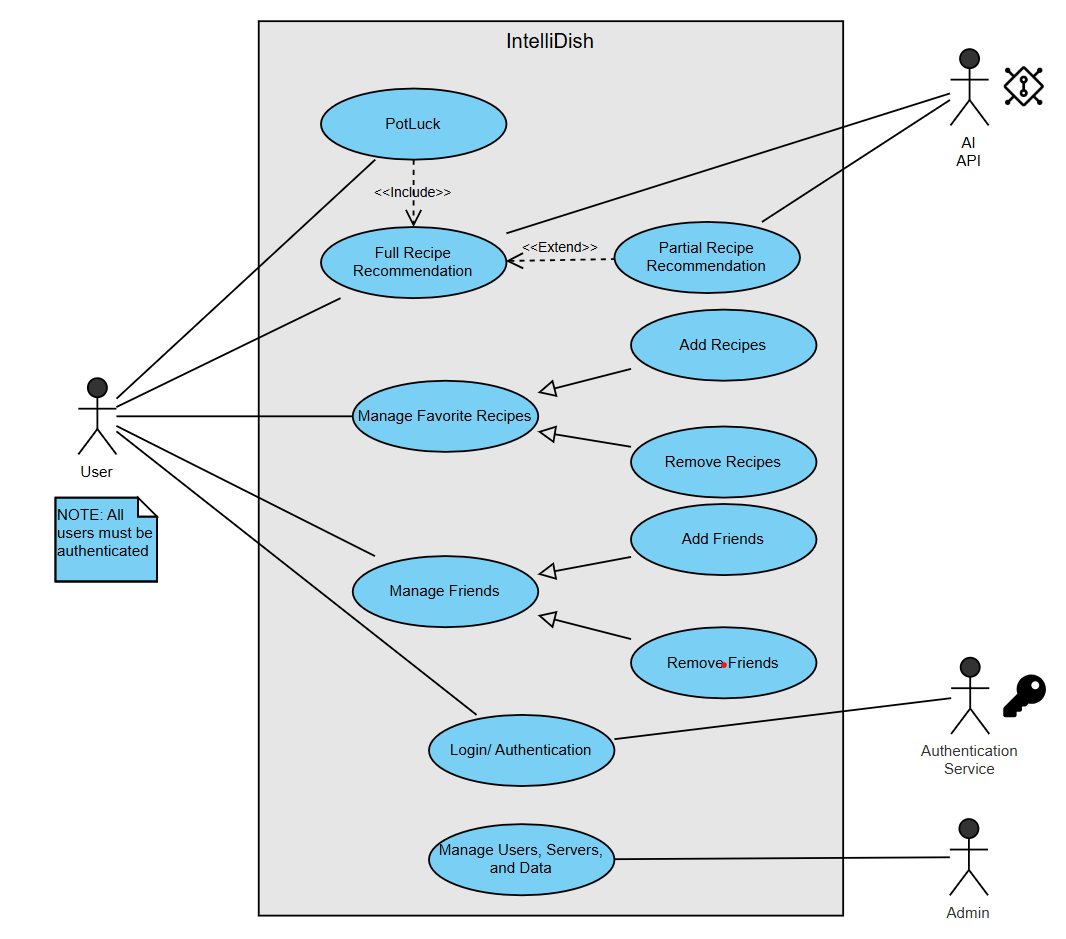 IntelliDish
PotLuck
<<Include>>
Full Recipe
Recommendation
<<Extend>>
Partial Recipe
Recommendation
AI
API
Add Recipes
Manage Favorite Recipes
Remove Recipes
User
NOTE: All
users must be
authenticated
Add Friends
Manage Friends
Remove Friends
Login/ Authentication
Authentication
Service
Manage Users, Servers,
and Data
Admin